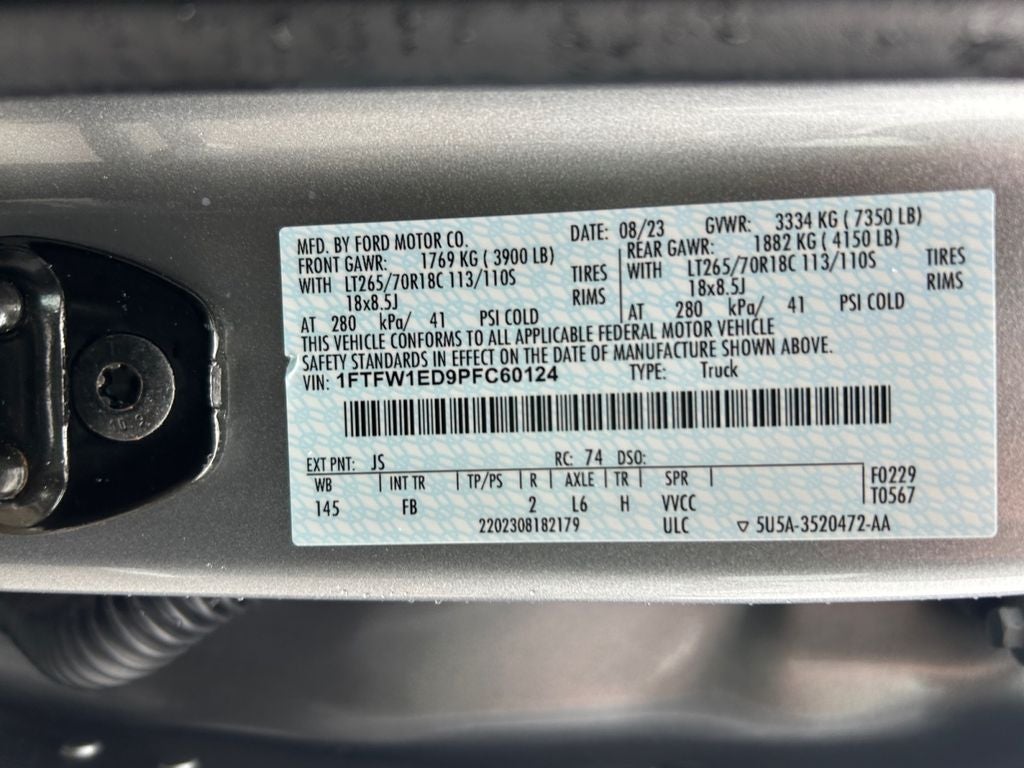 MFD. BY FORD MOTOR CO. DATE: 08/23 GVWR: 3334 KG ( 7350 LB)
FRONT GAWR: 1769 KG ( 3900 LB) REAR GAWR: 1882 KG ( 4150 LB)
WITH LT265/70R18C 113/110S TIRES WITH LT265/70R18C 113/110S TIRES
18x8.5J RIMS 18x8.5J RIMS
AT 280 kPa/ 41 PSI COLD AT 280 kPa/ 41 PSI COLD
THIS VEHICLE CONFORMS TO ALL APPLICABLE FEDERAL MOTOR VEHICLE
SAFETY STANDARDS IN EFFECT ON THE DATE OF MANUFACTURE SHOWN ABOVE.
VIN: 1FTFW1ED9PFC60124 TYPE: Truck
EXT PNT: JS RC: 74 DSO:
WB INT TR TP/PS R AXLE TR SPR F0229
145 FB 2 L6 H VVCC T0567
2202308182179 ULC ▽ 5U5A-3520472-AA